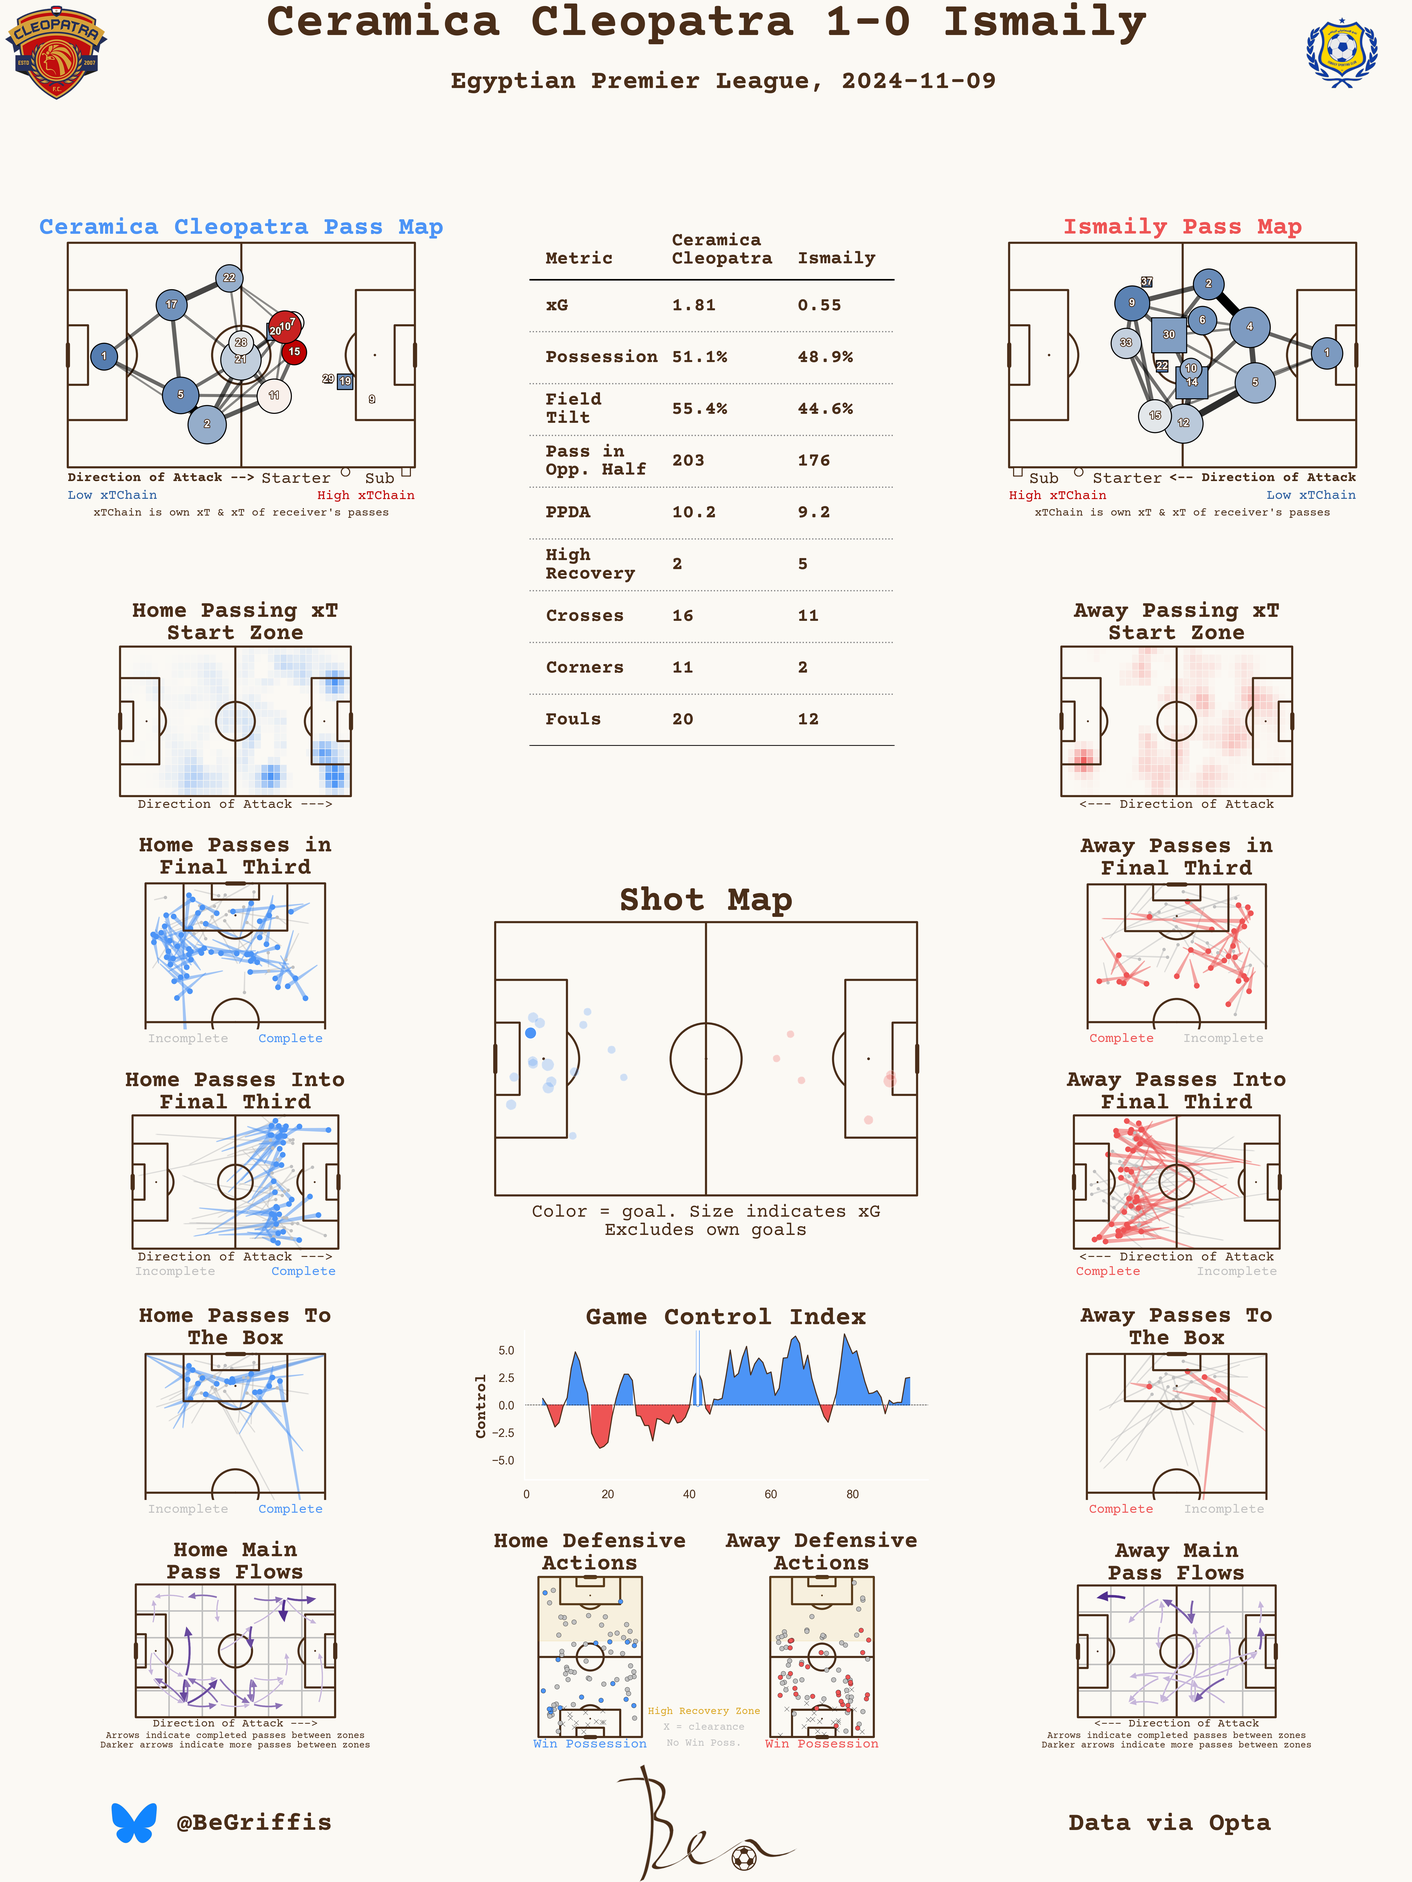 Ceramica Cleopatra 1-0 Ismaily
Egyptian Premier League, 2024-11-09
CLEOPATRA
ESTD 2007
F.C.
Ceramica Cleopatra Pass Map
22
17
7
20
10
28
15
1
21
29
19
5
11
9
2
Direction of Attack --> Starter Sub
Low xTChain High xTChain
xTChain is own xT & xT of receiver's passes
Metric Ceramica Cleopatra Ismaily
xG 1.81 0.55
Possession 51.1% 48.9%
Field Tilt 55.4% 44.6%
Pass in Opp. Half 203 176
PPDA 10.2 9.2
High Recovery 2 5
Crosses 16 11
Corners 11 2
Fouls 20 12
Ismaily Pass Map
37
2
9
6
4
30
33
1
22
10
14
5
15
12
Sub Starter <-- Direction of Attack
High xTChain Low xTChain
xTChain is own xT & xT of receiver's passes
Home Passing xT
Start Zone
Direction of Attack --->
Away Passing xT
Start Zone
<--- Direction of Attack
Home Passes in
Final Third
Incomplete Complete
Away Passes in
Final Third
Complete Incomplete
Shot Map
Color = goal. Size indicates xG
Excludes own goals
Home Passes Into
Final Third
Direction of Attack --->
Incomplete Complete
Away Passes Into
Final Third
<--- Direction of Attack
Complete Incomplete
Home Passes To
The Box
Incomplete Complete
Game Control Index
Control
5.0
2.5
0.0
−2.5
−5.0
0 20 40 60 80
Away Passes To
The Box
Complete Incomplete
Home Main
Pass Flows
Direction of Attack --->
Arrows indicate completed passes between zones
Darker arrows indicate more passes between zones
Home Defensive
Actions
Win Possession
Away Defensive
Actions
Win Possession
High Recovery Zone
X = clearance
No Win Poss.
Away Main
Pass Flows
<--- Direction of Attack
Arrows indicate completed passes between zones
Darker arrows indicate more passes between zones
@BeGriffis
Ben
Data via Opta